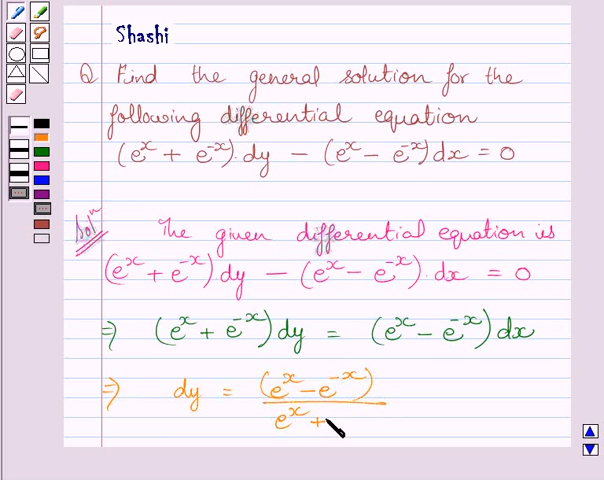 Shashi
Q Find the general solution for the
following differential equation
(e^x + e^-x).dy - (e^x - e^-x)dx = 0
Sol^n The given differential equation is
(e^x + e^-x)dy - (e^x - e^-x).dx = 0
⇒ (e^x + e^-x)dy = (e^x - e^-x)dx
⇒ dy = (e^x - e^-x)
e^x +